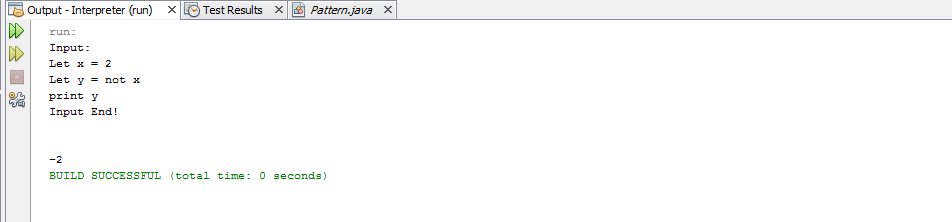 Output - Interpreter (run) Test Results Pattern.java
run:
Input:
Let x = 2
Let y = not x
print y
Input End!
-2
BUILD SUCCESSFUL (total time: 0 seconds)